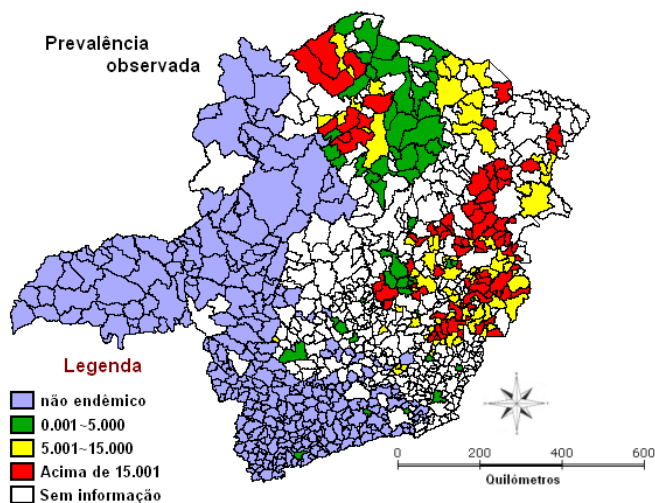 Prevalência
observada
Legenda
não endêmico
0.001~5.000
5.001~15.000
Acima de 15.001
Sem informação
0 200 400 600
Quilómetros